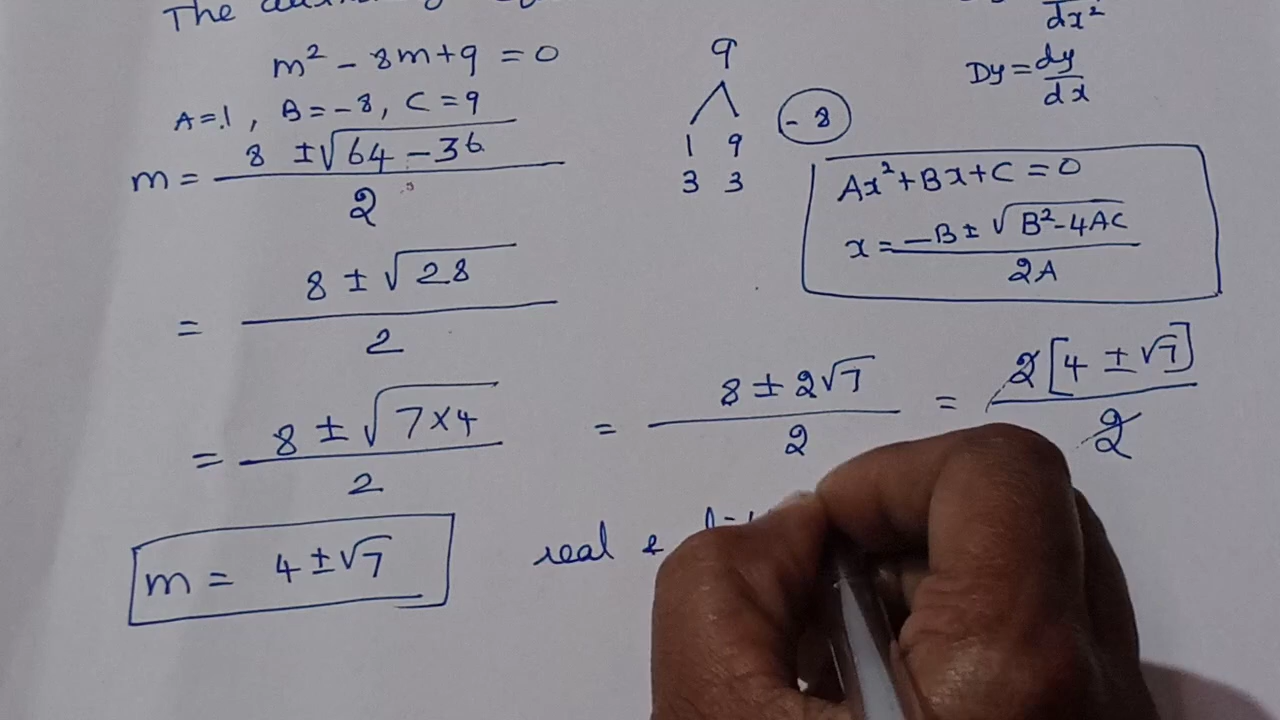 The
m² - 8m+9 = 0
A=1, B=-8, C=9
m = 8 ±√64-36 / 2
= 8 ± √28 / 2
= 8 ± √7×4 / 2 = 8 ± 2√7 / 2 = 2[4 ± √7] / 2
m = 4±√7
real &
9
1 9
3 3
-8
dx²
Dy = dy/dx
Ax²+Bx+C=0
x = -B± √B²-4AC / 2A